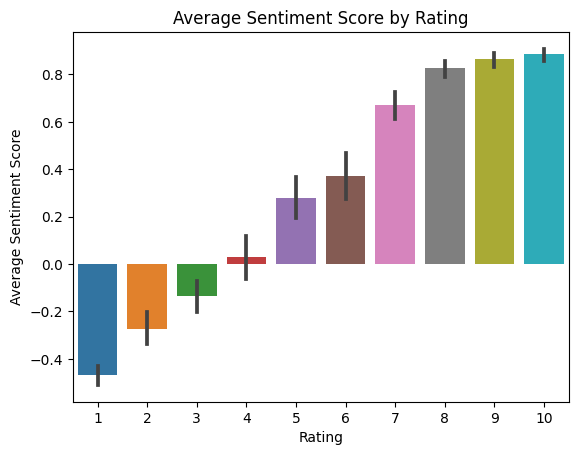 Average Sentiment Score by Rating
Average Sentiment Score
0.8
0.6
0.4
0.2
0.0
−0.2
−0.4
1 2 3 4 5 6 7 8 9 10
Rating